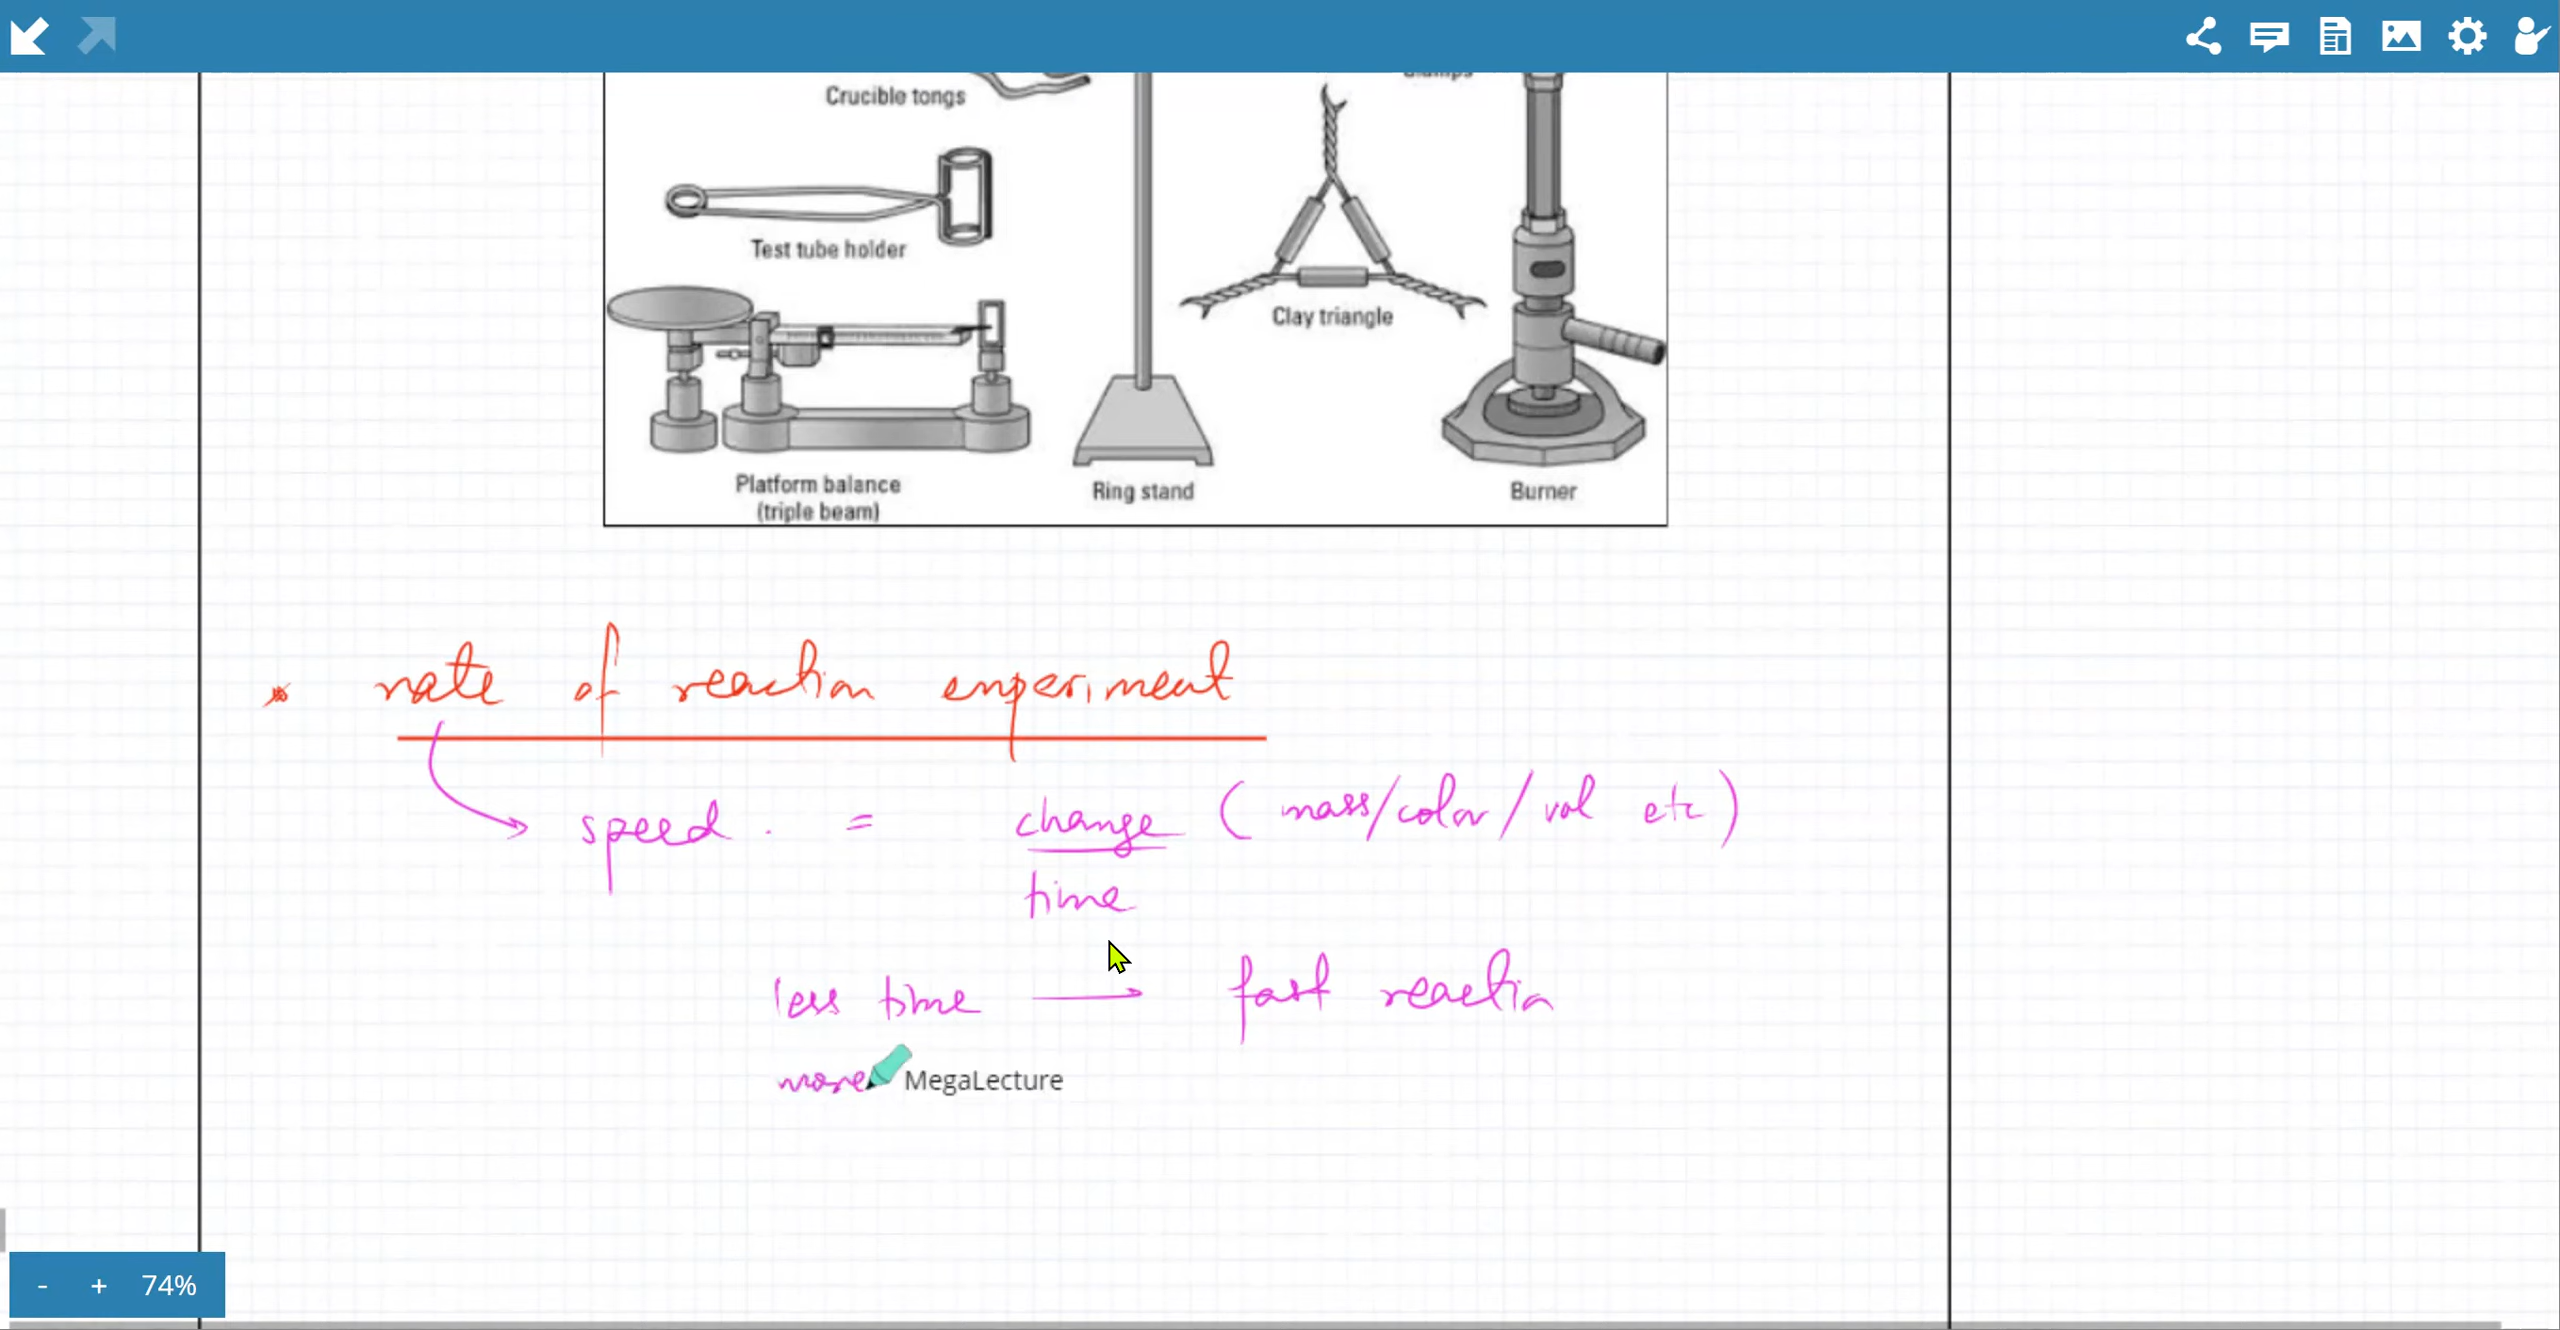 Crucible tongs
Test tube holder
Clay triangle
Platform balance
(triple beam)
Ring stand
Burner
rate of reaction experiment
speed. = change (mass/color/vol etc)
time
less time → fast reaction
more MegaLecture
- + 74%